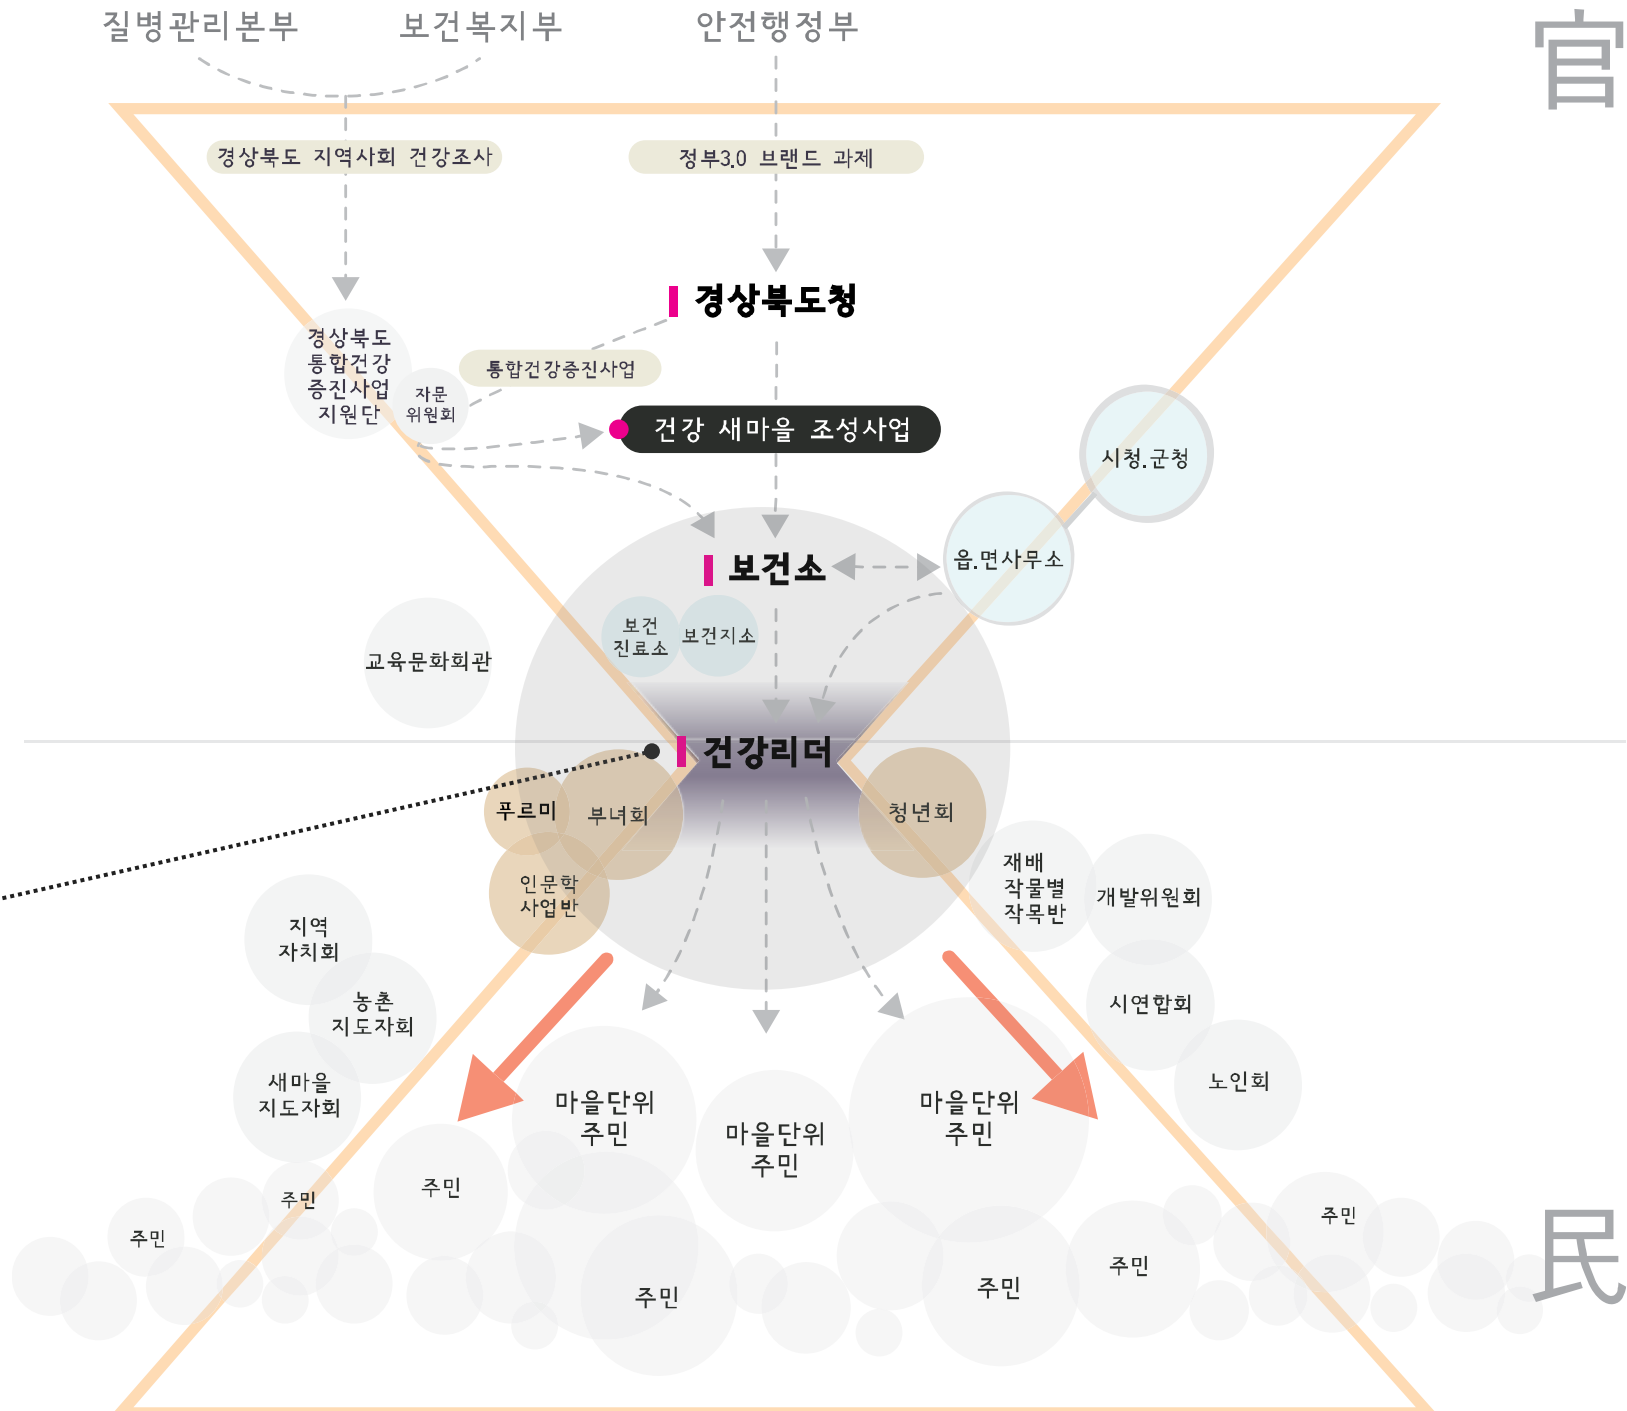 질병관리본부
보건복지부
안전행정부
官
경상북도 지역사회 건강조사
정부3.0 브랜드 과제
경상북도청
경상북도
통합건강
증진사업
지원단
자문
위원회
통합건강증진사업
건강 새마을 조성사업
시청.군청
읍.면사무소
보건소
보건
진료소
보건지소
교육문화회관
건강리더
푸르미
부녀회
청년회
인문학
사업반
재배
작물별
작목반
개발위원회
지역
자치회
농촌
지도자회
시연합회
새마을
지도자회
노인회
마을단위
주민
마을단위
주민
마을단위
주민
주민
주민
주민
주민
주민
주민
주민
民